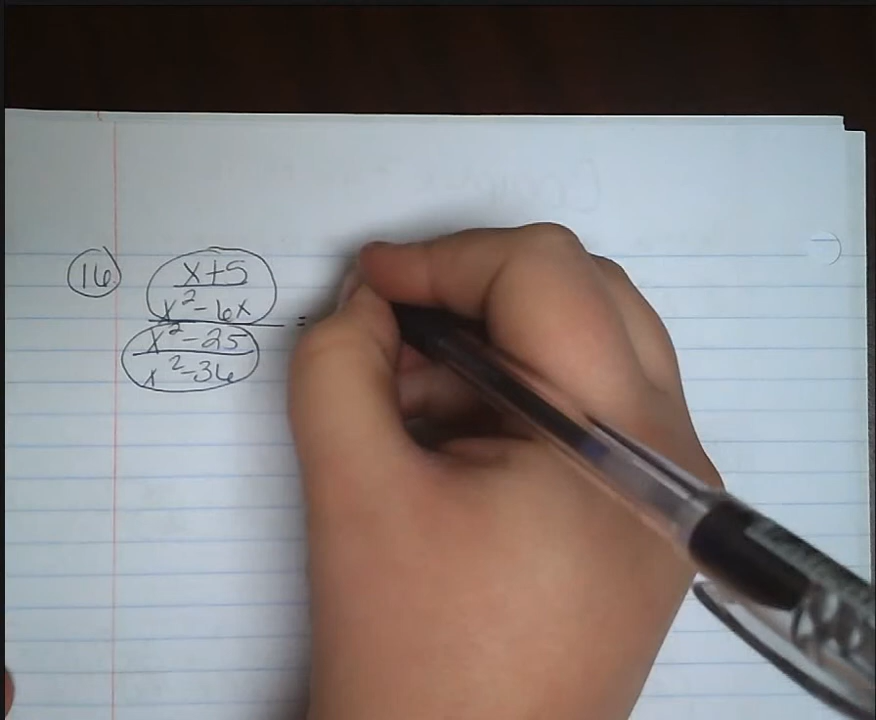 16
x+5
x²-6x
=
x²-25
x²-36